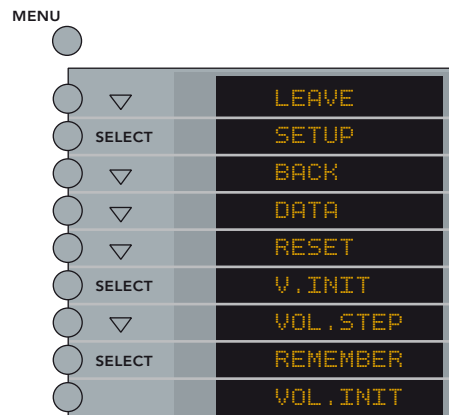 MENU
LEAVE
SELECT SETUP
BACK
DATA
RESET
SELECT V.INIT
VOL.STEP
SELECT REMEMBER
VOL.INIT